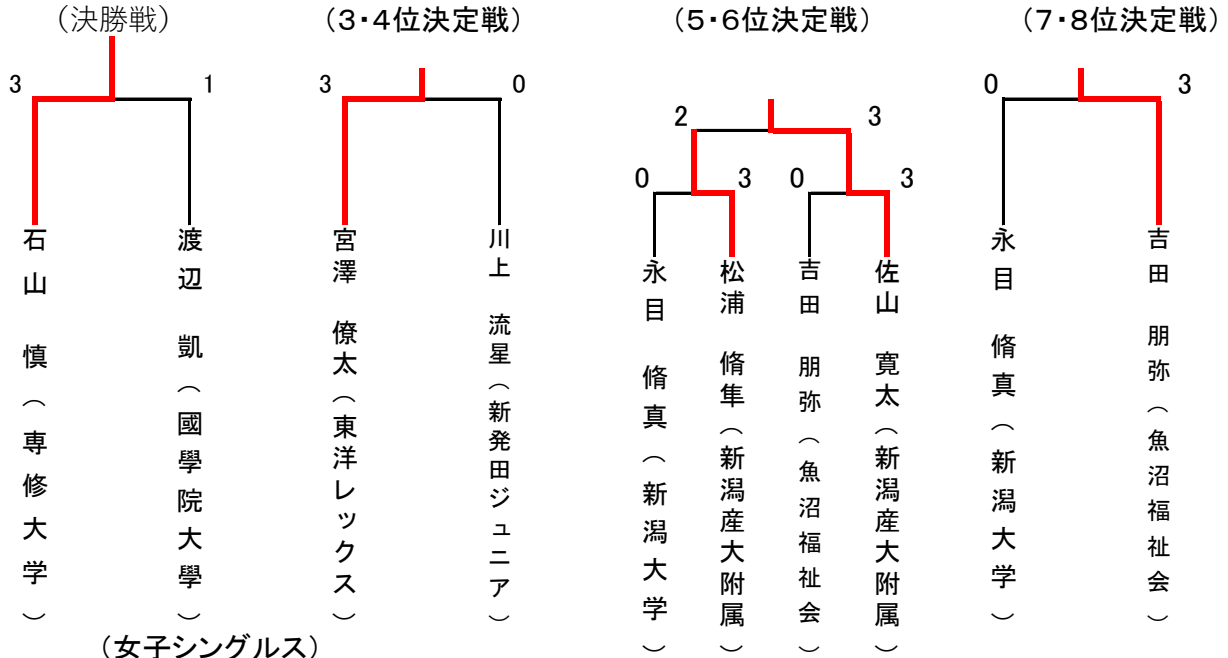 (決勝戦)
3
1
石山 慎(専修大学)
渡辺 凱(國學院大學)
(3・4位決定戦)
3
0
宮澤 僚太(東洋レックス)
川上 流星(新発田ジュニア)
(5・6位決定戦)
2
3
0
3
0
3
永目 脩真(新潟大学)
松浦 脩隼(新潟産大附属)
吉田 朋弥(魚沼福祉会)
佐山 寛太(新潟産大附属)
(7・8位決定戦)
0
3
永目 脩真(新潟大学)
吉田 朋弥(魚沼福祉会)
(女子シングルス)